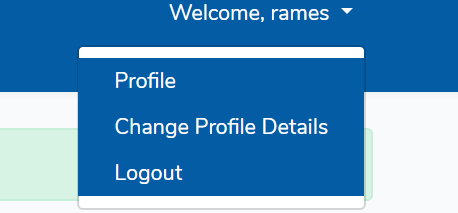 Welcome, rames
Profile
Change Profile Details
Logout